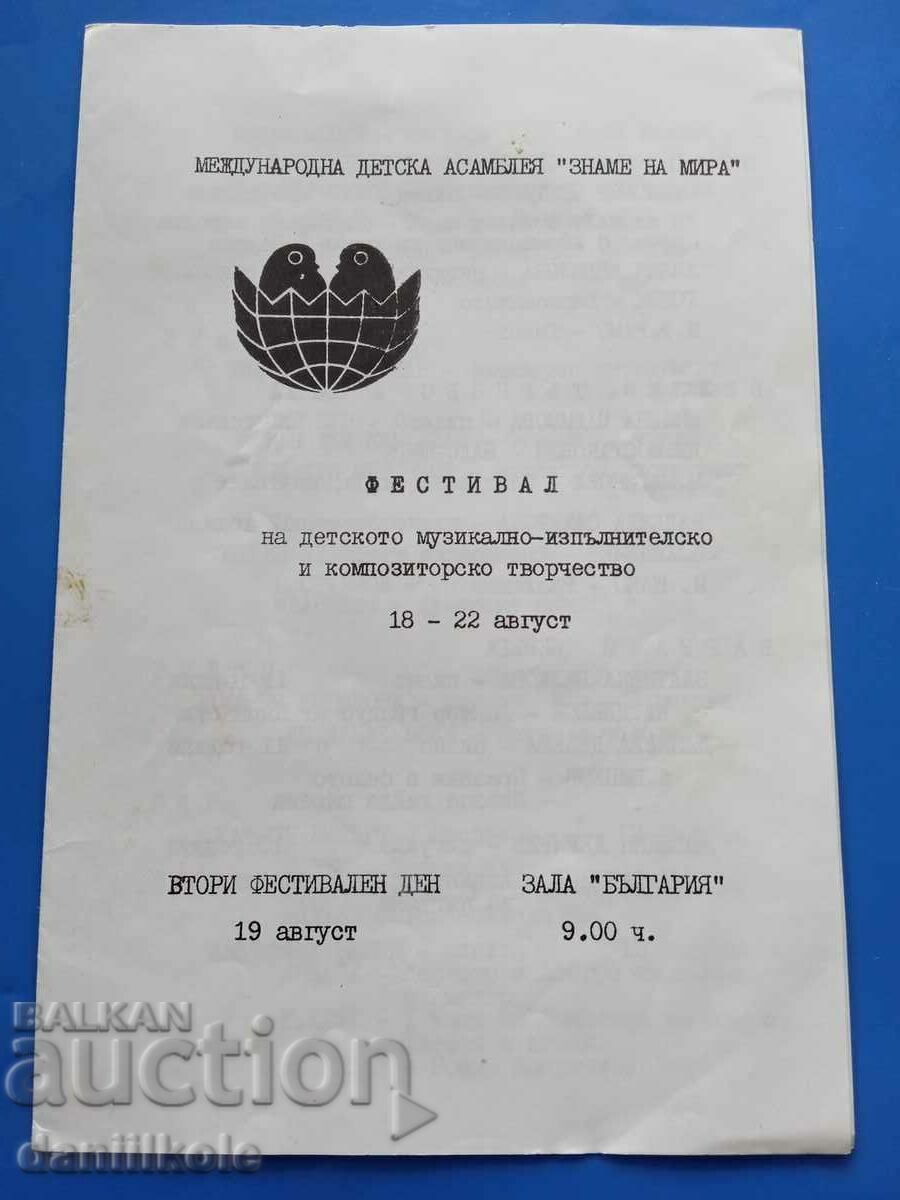 МЕЖДУНАРОДНА ДЕТСКА АСАМБЛЕЯ "ЗНАМЕ НА МИРА"
ФЕСТИВАЛ
на детското музикално-изпълнителско
и композиторско творчество
18 - 22 август
ВТОРИ ФЕСТИВАЛЕН ДЕН ЗАЛА "БЪЛГАРИЯ"
19 август 9.00 ч.
BALKAN
auction
daniilkole